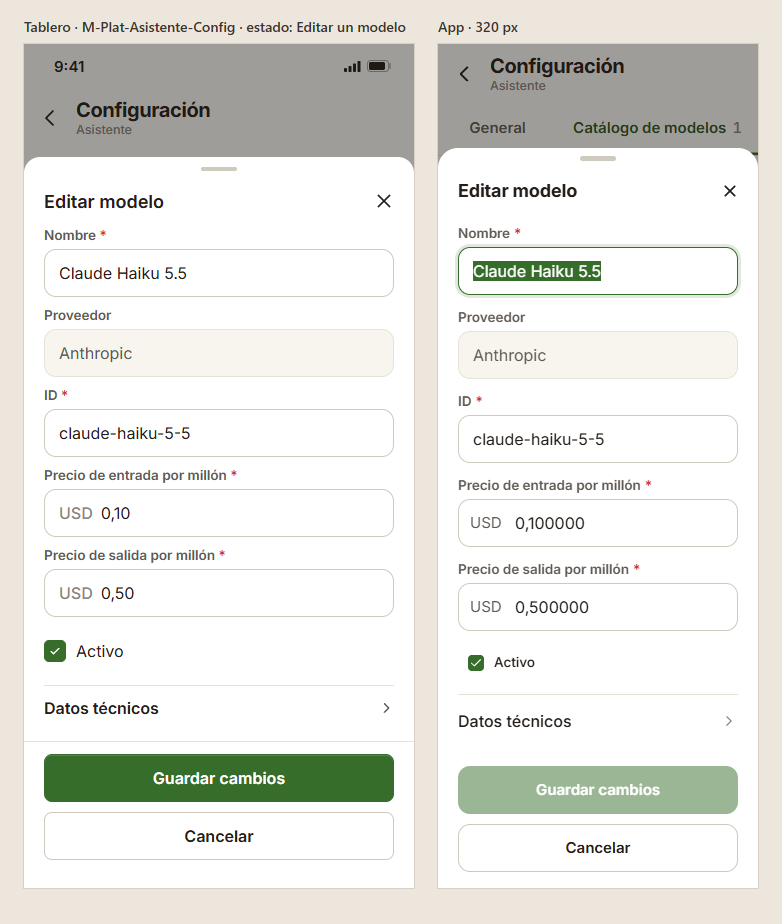 Tablero · M-Plat-Asistente-Config · estado: Editar un modelo
9:41
Configuración
Asistente
Editar modelo
Nombre *
Claude Haiku 5.5
Proveedor
Anthropic
ID *
claude-haiku-5-5
Precio de entrada por millón *
USD 0,10
Precio de salida por millón *
USD 0,50
Activo
Datos técnicos
Guardar cambios
Cancelar
App · 320 px
Configuración
Asistente
General Catálogo de modelos 1
Editar modelo
Nombre *
Claude Haiku 5.5
Proveedor
Anthropic
ID *
claude-haiku-5-5
Precio de entrada por millón *
USD 0,100000
Precio de salida por millón *
USD 0,500000
Activo
Datos técnicos
Guardar cambios
Cancelar